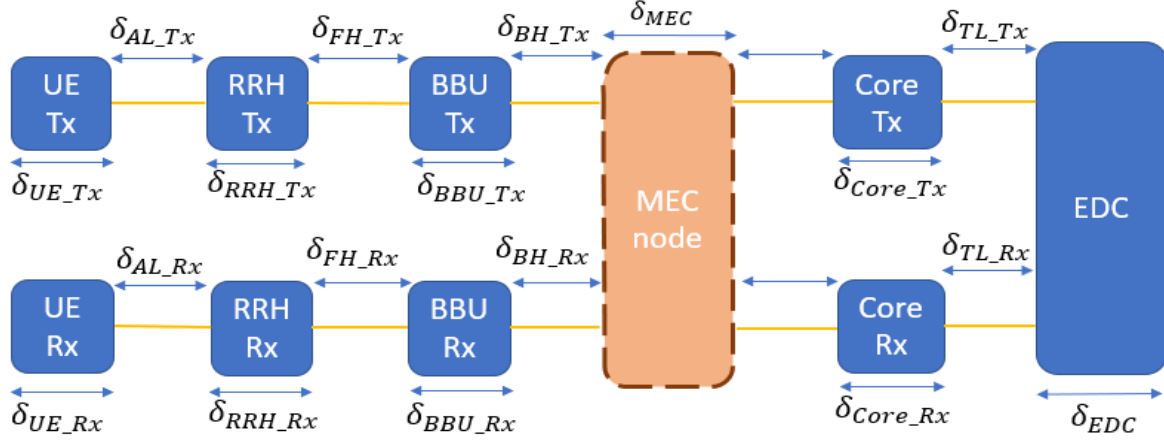 δ_AL_Tx δ_FH_Tx δ_BH_Tx δ_MEC δ_TL_Tx
UE
Tx
RRH
Tx
BBU
Tx
Core
Tx
δ_UE_Tx δ_RRH_Tx δ_BBU_Tx δ_Core_Tx
MEC
node
EDC
δ_AL_Rx δ_FH_Rx δ_BH_Rx δ_TL_Rx
UE
Rx
RRH
Rx
BBU
Rx
Core
Rx
δ_UE_Rx δ_RRH_Rx δ_BBU_Rx δ_Core_Rx δ_EDC